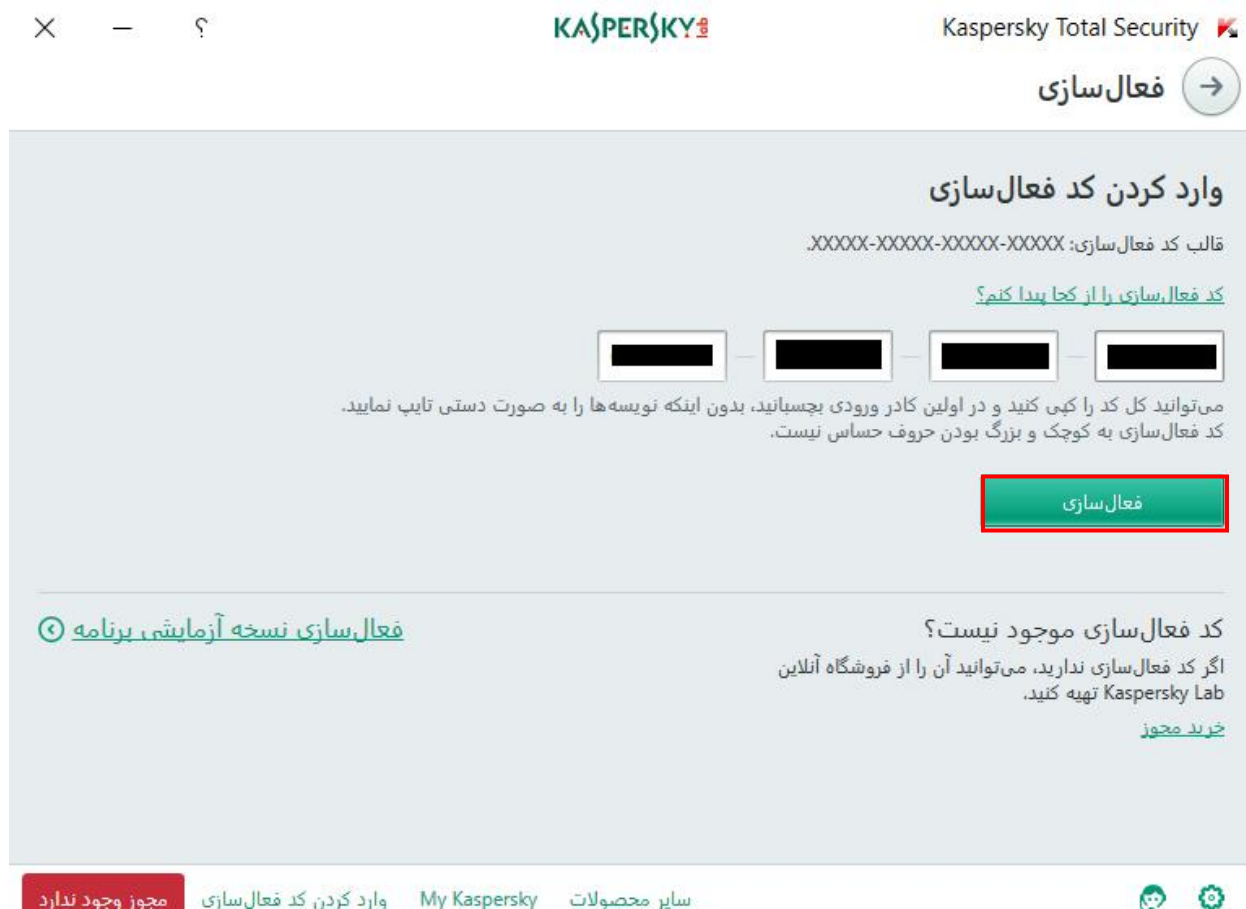 Kaspersky Total Security
KASPERSKY lab
؟
فعال‌سازی
وارد کردن کد فعال‌سازی
قالب کد فعال‌سازی: XXXXX-XXXXX-XXXXX-XXXXX.
کد فعال‌سازی را از کجا پیدا کنم؟
می‌توانید کل کد را کپی کنید و در اولین کادر ورودی بچسبانید، بدون اینکه نویسه‌ها را به صورت دستی تایپ نمایید.
کد فعال‌سازی به کوچک و بزرگ بودن حروف حساس نیست.
فعال‌سازی
کد فعال‌سازی موجود نیست؟
اگر کد فعال‌سازی ندارید، می‌توانید آن را از فروشگاه آنلاین
Kaspersky Lab تهیه کنید.
خرید مجوز
فعال‌سازی نسخه آزمایشی برنامه
سایر محصولات
My Kaspersky
وارد کردن کد فعال‌سازی
مجوز وجود ندارد